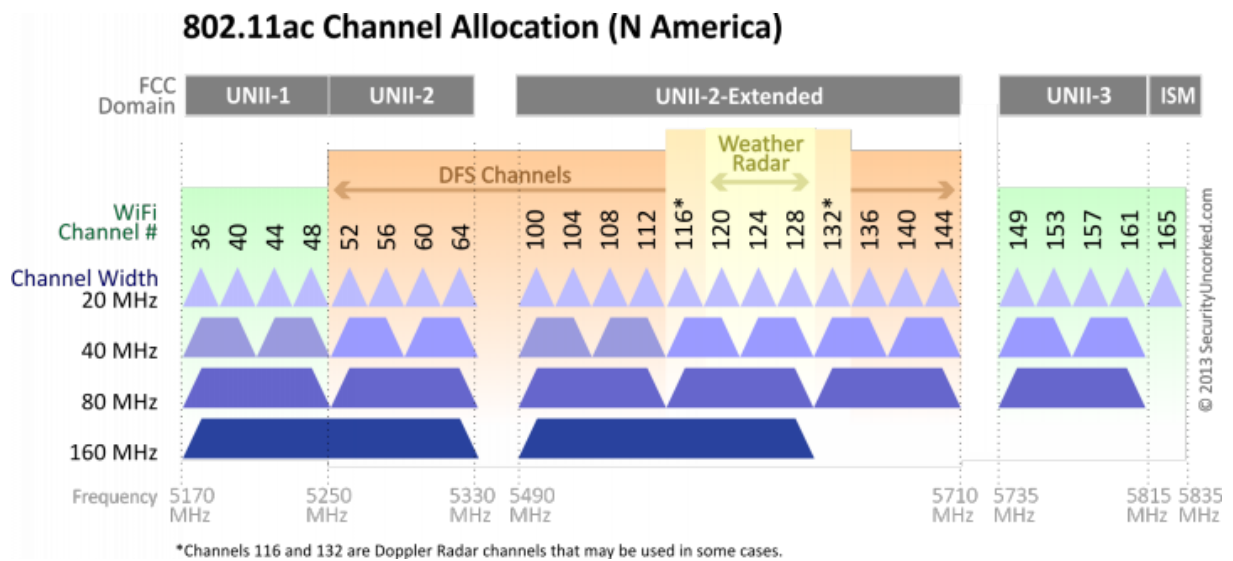 802.11ac Channel Allocation (N America)
FCC
Domain
UNII-1 UNII-2 UNII-2-Extended UNII-3 ISM
Weather
Radar
DFS Channels
WiFi
Channel #
36 40 44 48 52 56 60 64 100 104 108 112 116* 120 124 128 132* 136 140 144 149 153 157 161 165
Channel Width
20 MHz
40 MHz
80 MHz
160 MHz
Frequency 5170 5250 5330 5490 5710 5735 5815 5835
MHz MHz MHz MHz MHz MHz MHz MHz
*Channels 116 and 132 are Doppler Radar channels that may be used in some cases.
© 2013 SecurityUncorked.com